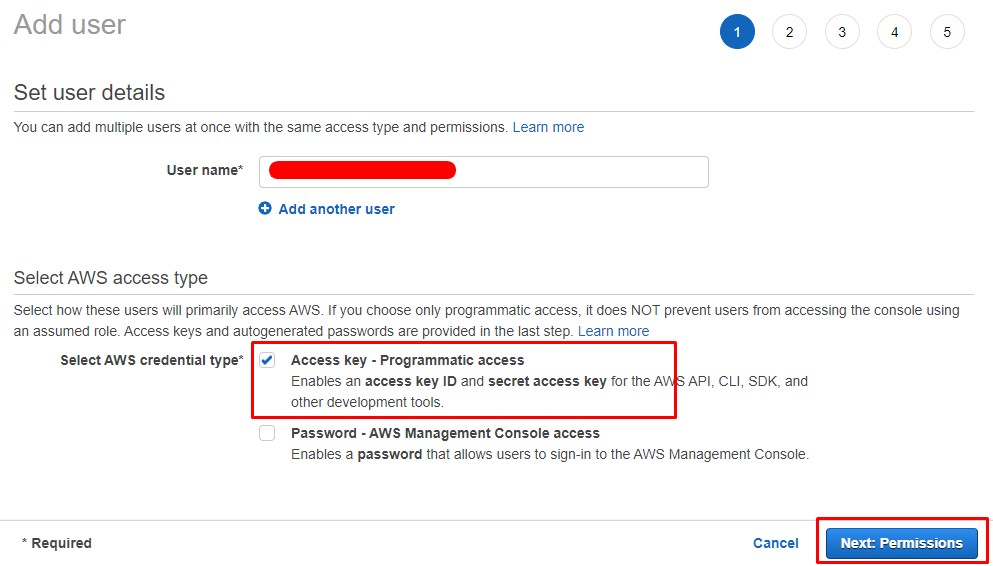 Add user
1 2 3 4 5
Set user details
You can add multiple users at once with the same access type and permissions. Learn more
User name*
Add another user
Select AWS access type
Select how these users will primarily access AWS. If you choose only programmatic access, it does NOT prevent users from accessing the console using
an assumed role. Access keys and autogenerated passwords are provided in the last step. Learn more
Select AWS credential type* Access key - Programmatic access
Enables an access key ID and secret access key for the AWS API, CLI, SDK, and
other development tools.
Password - AWS Management Console access
Enables a password that allows users to sign-in to the AWS Management Console.
* Required Cancel Next: Permissions